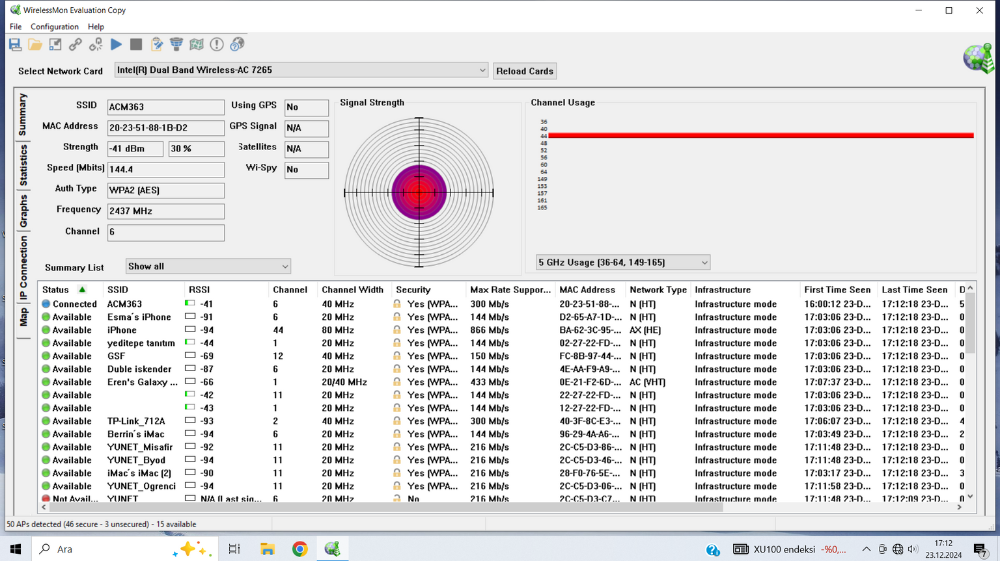 WirelessMon Evaluation Copy
File Configuration Help
Select Network Card Intel(R) Dual Band Wireless-AC 7265 Reload Cards
Summary
Statistics
Graphs
IP Connection
Map
SSID ACM363 Using GPS No
MAC Address 20-23-51-88-1B-D2 GPS Signal N/A
Strength -41 dBm 30 % Satellites N/A
Speed (Mbits) 144.4 Wi-Spy No
Auth Type WPA2 (AES)
Frequency 2437 MHz
Channel 6
Summary List Show all
Signal Strength
Channel Usage
36
40
44
48
52
56
60
64
149
153
157
161
165
5 GHz Usage (36-64, 149-165)
Status SSID RSSI Channel Channel Width Security Max Rate Suppor... MAC Address Network Type Infrastructure First Time Seen Last Time Seen D
Connected ACM363 -41 6 40 MHz Yes (WPA... 300 Mb/s 20-23-51-88-... N (HT) Infrastructure mode 16:00:12 23-D... 17:12:18 23-D... 5
Available Esma´s iPhone -91 6 20 MHz Yes (WPA... 144 Mb/s D2-65-A7-1D-... N (HT) Infrastructure mode 17:03:06 23-D... 17:12:18 23-D... 0
Available iPhone -94 44 80 MHz Yes (WPA... 866 Mb/s BA-62-3C-95-... AX (HE) Infrastructure mode 17:03:06 23-D... 17:12:18 23-D... 0
Available yeditepe tanıtım -44 1 20 MHz Yes (WPA... 144 Mb/s 02-27-22-FD-... N (HT) Infrastructure mode 17:03:06 23-D... 17:12:18 23-D... 0
Available GSF -69 12 40 MHz Yes (WPA... 150 Mb/s FC-8B-97-44-... N (HT) Infrastructure mode 17:03:06 23-D... 17:12:18 23-D... 0
Available Duble iskender -87 6 20 MHz Yes (WPA... 144 Mb/s 4E-AA-F9-A9-... N (HT) Infrastructure mode 17:03:06 23-D... 17:12:18 23-D... 0
Available Eren's Galaxy ... -66 1 20/40 MHz Yes (WPA... 433 Mb/s 0E-21-F2-6D-... AC (VHT) Infrastructure mode 17:07:37 23-D... 17:12:18 23-D... 0
Available -42 11 20 MHz Yes (WPA... 144 Mb/s 22-27-22-FD-... N (HT) Infrastructure mode 17:03:06 23-D... 17:12:18 23-D... 0
Available -43 1 20 MHz Yes (WPA... 144 Mb/s 12-27-22-FD-... N (HT) Infrastructure mode 17:03:06 23-D... 17:12:18 23-D... 0
Available TP-Link_712A -93 2 40 MHz Yes (WPA... 300 Mb/s 40-3F-8C-E3-... N (HT) Infrastructure mode 17:06:07 23-D... 17:12:18 23-D... 4
Available Berrin´s iMac -94 6 20 MHz Yes (WPA... 144 Mb/s 96-29-4A-A6-... N (HT) Infrastructure mode 17:03:49 23-D... 17:12:18 23-D... 2
Available YUNET_Misafir -92 11 20 MHz Yes (WPA... 216 Mb/s 2C-C5-D3-86-... N (HT) Infrastructure mode 17:11:48 23-D... 17:12:18 23-D... 0
Available YUNET_Byod -94 11 20 MHz Yes (WPA... 216 Mb/s 2C-C5-D3-46-... N (HT) Infrastructure mode 17:11:48 23-D... 17:12:18 23-D... 0
Available iMac´s iMac (2) -90 11 20 MHz Yes (WPA... 216 Mb/s 28-F0-76-5E-... N (HT) Infrastructure mode 17:03:17 23-D... 17:12:18 23-D... 3
Available YUNET_Ogrenci -94 11 20 MHz Yes (WPA... 216 Mb/s 2C-C5-D3-06-... N (HT) Infrastructure mode 17:11:58 23-D... 17:12:18 23-D... 0
Not Avail... YUNET N/A (Last sig... 6 20 MHz No 216 Mb/s 2C-C5-D3-C7... N (HT) Infrastructure mode 17:11:48 23-D... 17:12:09 23-D... 0
50 APs detected (46 secure - 3 unsecured) - 15 available
Ara XU100 endeksi -%0,... 17:12
23.12.2024 7